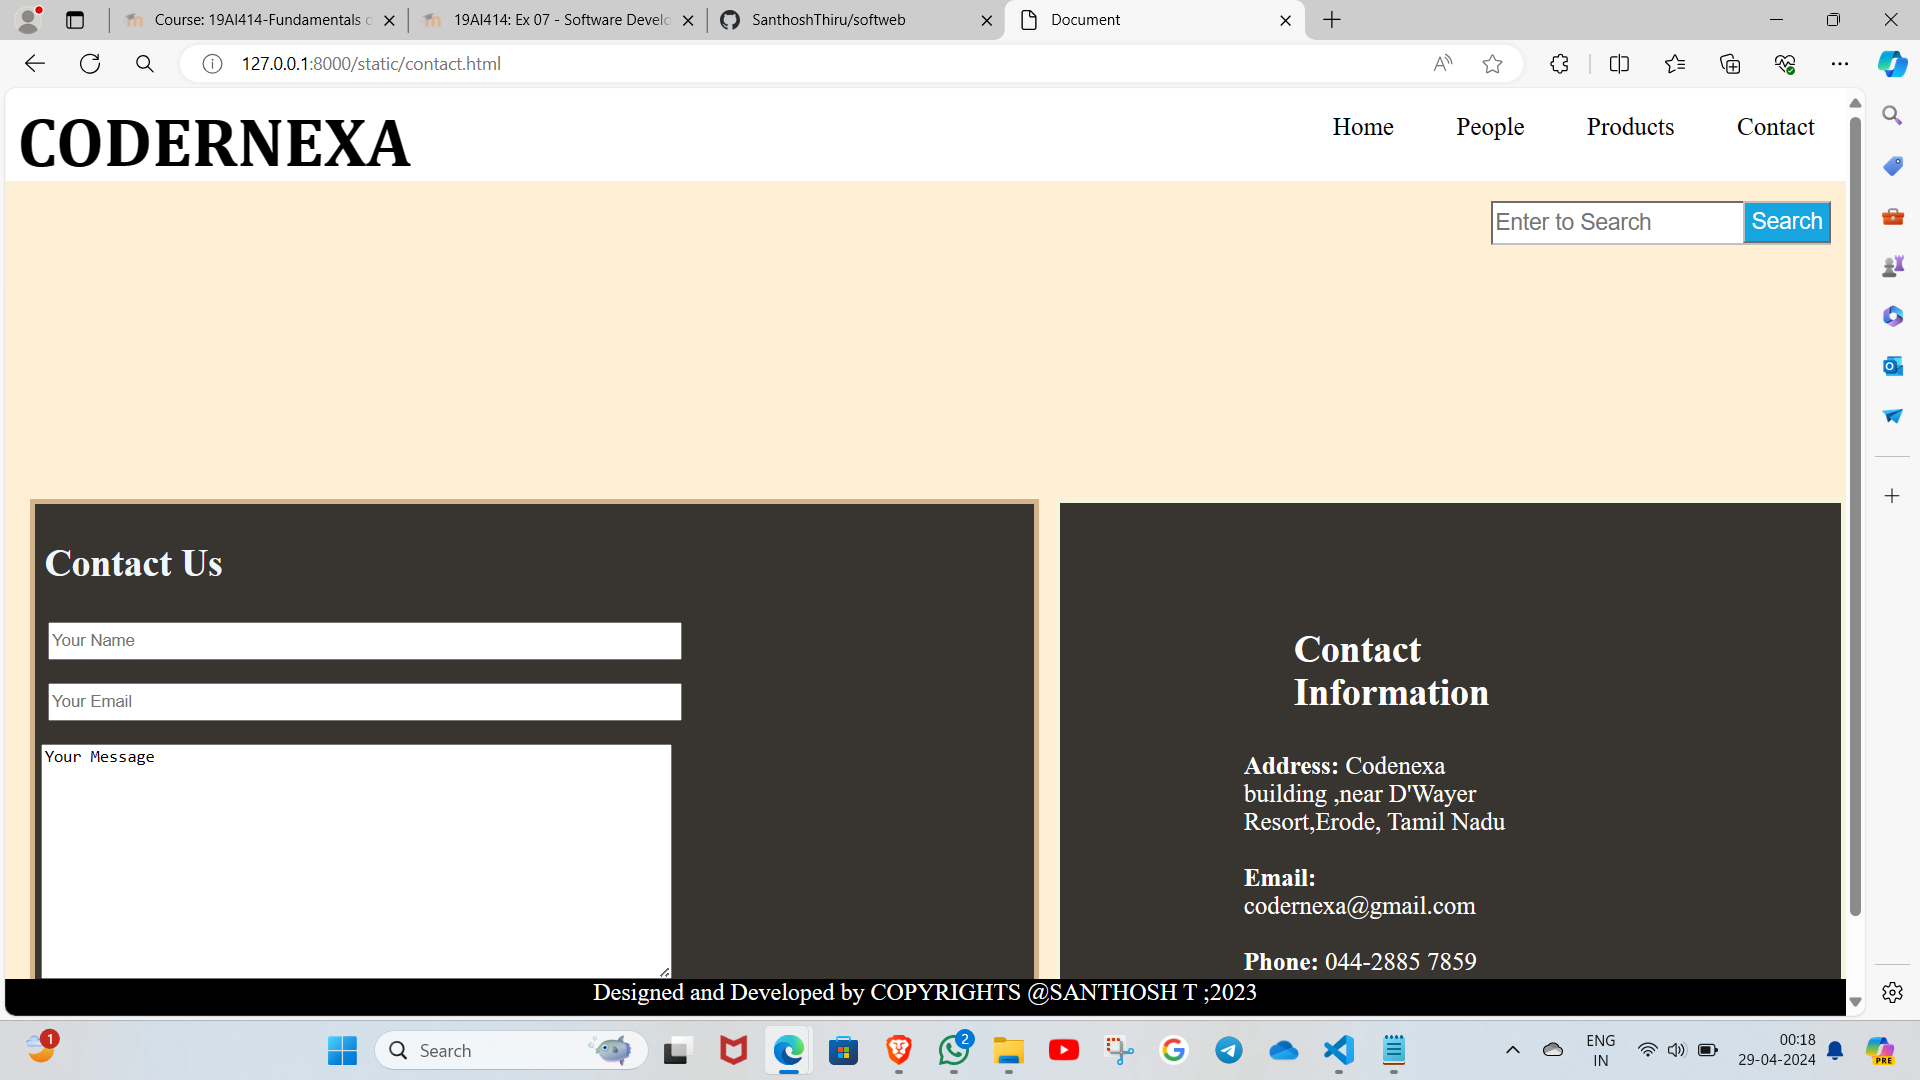 Course: 19AI414-Fundamentals o
19AI414: Ex 07 - Software Develo
SanthoshThiru/softweb
Document
127.0.0.1:8000/static/contact.html
CODERNEXA
Home People Products Contact
Enter to Search Search
Contact Us
Your Name
Your Email
Your Message
Contact
Information
Address: Codenexa
building ,near D'Wayer
Resort,Erode, Tamil Nadu
Email:
codernexa@gmail.com
Phone: 044-2885 7859
Designed and Developed by COPYRIGHTS @SANTHOSH T ;2023
1
Search
2
ENG
IN
00:18
29-04-2024
PRE